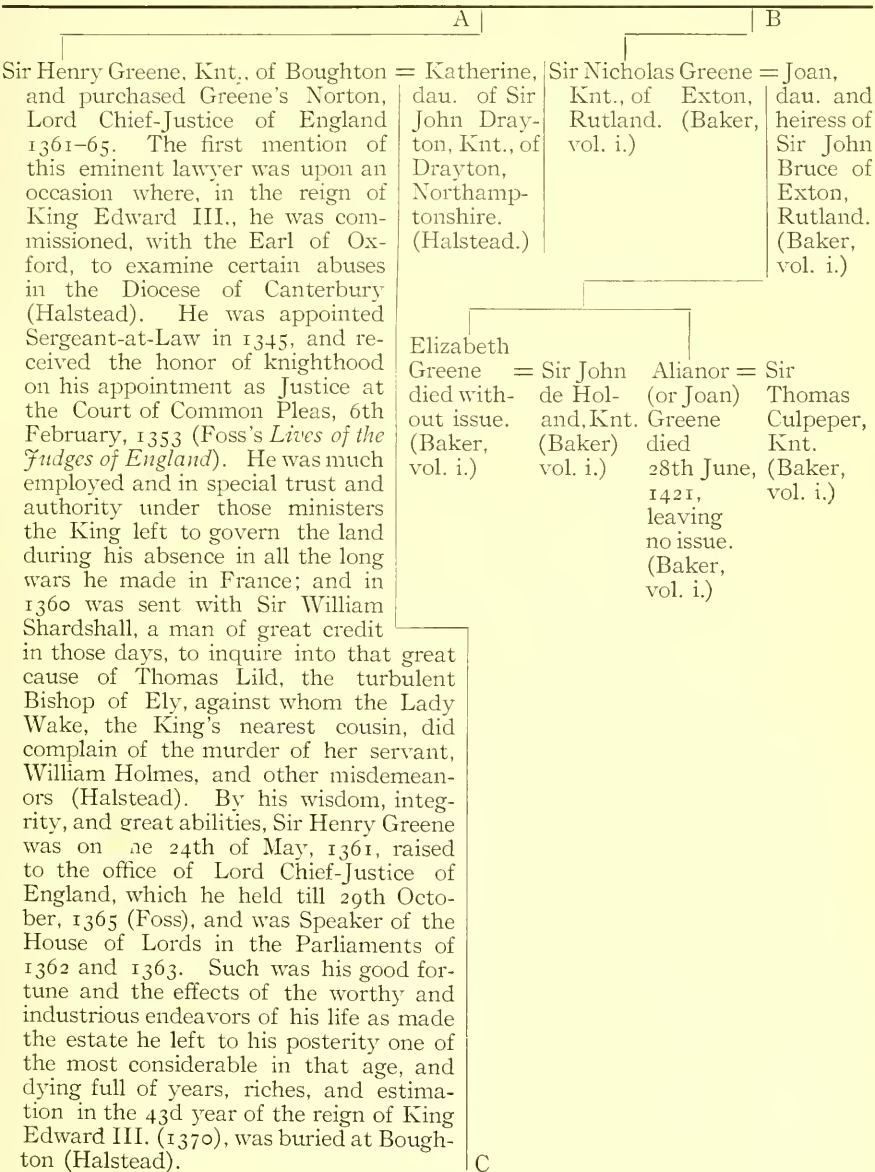 A B
Sir Henry Greene, Knt., of Boughton =
and purchased Greene's Norton,
Lord Chief-Justice of England
1361–65. The first mention of
this eminent lawyer was upon an
occasion where, in the reign of
King Edward III., he was com-
missioned, with the Earl of Ox-
ford, to examine certain abuses
in the Diocese of Canterbury
(Halstead). He was appointed
Sergeant-at-Law in 1345, and re-
ceived the honor of knighthood
on his appointment as Justice at
the Court of Common Pleas, 6th
February, 1353 (Foss's Lives of the
Judges of England). He was much
employed and in special trust and
authority under those ministers
the King left to govern the land
during his absence in all the long
wars he made in France; and in
1360 was sent with Sir William
Shardshall, a man of great credit
in those days, to inquire into that great
cause of Thomas Lild, the turbulent
Bishop of Ely, against whom the Lady
Wake, the King's nearest cousin, did
complain of the murder of her servant,
William Holmes, and other misdemean-
ors (Halstead). By his wisdom, integ-
rity, and great abilities, Sir Henry Greene
was on 24th of May, 1361, raised
to the office of Lord Chief-Justice of
England, which he held till 29th Octo-
ber, 1365 (Foss), and was Speaker of the
House of Lords in the Parliaments of
1362 and 1363. Such was his good for-
tune and the effects of the worthy and
industrious endeavors of his life as made
the estate he left to his posterity one of
the most considerable in that age, and
dying full of years, riches, and estima-
tion in the 43d year of the reign of King
Edward III. (1370), was buried at Bough-
ton (Halstead).
Katherine,
dau. of Sir
John Dray-
ton, Knt., of
Drayton,
Northamp-
tonshire.
(Halstead.)
Sir Nicholas Greene =
Knt., of Exton,
Rutland. (Baker,
vol. i.)
Joan,
dau. and
heiress of
Sir John
Bruce of
Exton,
Rutland.
(Baker,
vol. i.)
Elizabeth
Greene =
died with-
out issue.
(Baker,
vol. i.)
Sir John
de Hol-
and, Knt.
(Baker)
vol. i.)
Alianor =
(or Joan)
Greene
died
28th June,
1421,
leaving
no issue.
(Baker,
vol. i.)
Sir
Thomas
Culpeper,
Knt.
(Baker,
vol. i.)
C